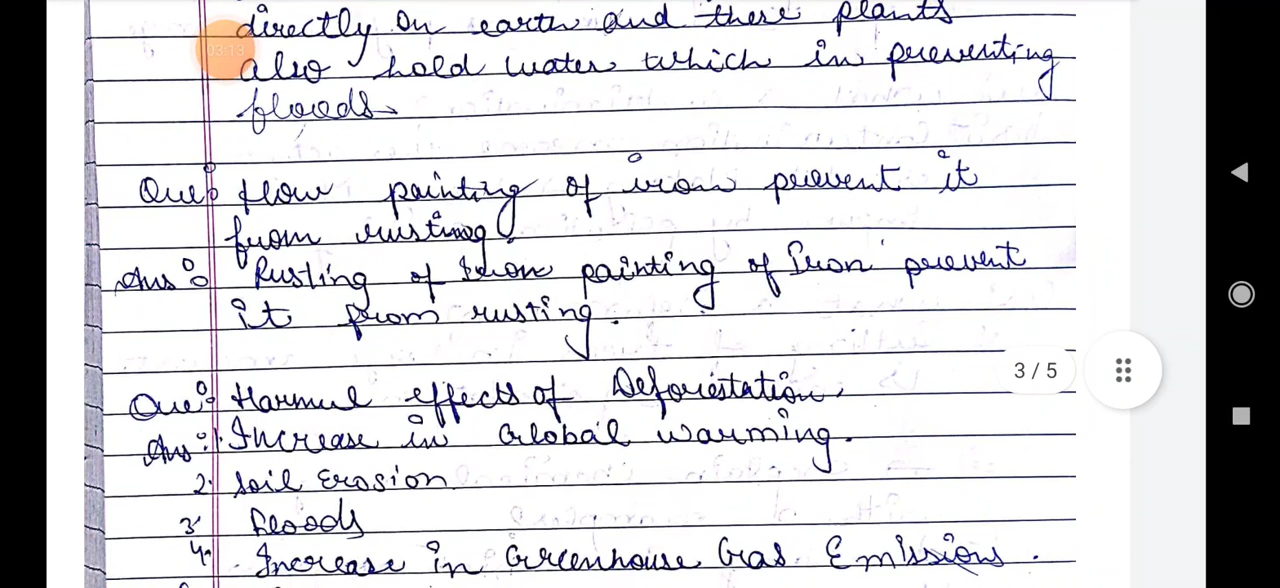 directly on earth and these plants
03:13
also hold water which in preventing
floods
Que: How painting of iron prevent it
from rusting?
Ans: Rusting of Iron painting of Iron prevent
it from rusting.
3/5
Que: Harmul effects of Deforestation.
Ans: 1. Increase in Global warming.
2. Soil Erosion
3. floods
4. Increase in Greenhouse Gas Emissions.